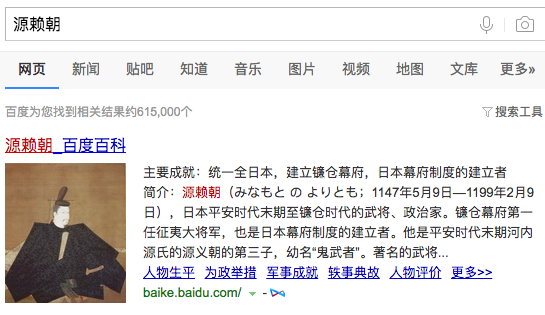 源赖朝
网页 新闻 贴吧 知道 音乐 图片 视频 地图 文库 更多»
百度为您找到相关结果约615,000个 搜索工具
源赖朝_百度百科
主要成就：统一全日本，建立镰仓幕府，日本幕府制度的建立者
简介：源赖朝（みなもと の よりとも；1147年5月9日—1199年2月9
日），日本平安时代末期至镰仓时代的武将、政治家。镰仓幕府第一
任征夷大将军，也是日本幕府制度的建立者。他是平安时代末期河内
源氏的源义朝的第三子，幼名“鬼武者”。著名的武将...
人物生平 为政举措 军事成就 轶事典故 人物评价 更多>>
baike.baidu.com/ -